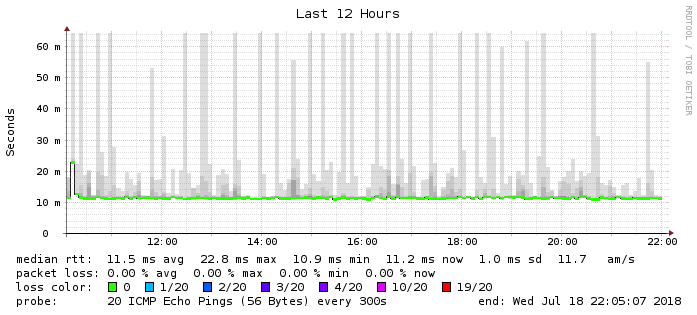 Last 12 Hours
RRDTOOL / TOBI OETIKER
Seconds
60 m
50 m
40 m
30 m
20 m
10 m
0
12:00 14:00 16:00 18:00 20:00 22:00
median rtt: 11.5 ms avg 22.8 ms max 10.9 ms min 11.2 ms now 1.0 ms sd 11.7 am/s
packet loss: 0.00 % avg 0.00 % max 0.00 % min 0.00 % now
loss color: 0 1/20 2/20 3/20 4/20 10/20 19/20
probe: 20 ICMP Echo Pings (56 Bytes) every 300s end: Wed Jul 18 22:05:07 2018